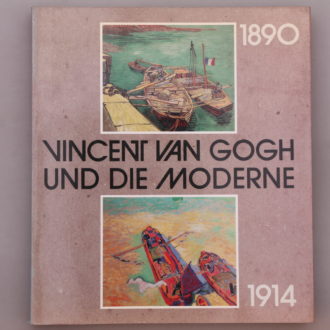 1890
VINCENT VAN GOGH
UND DIE MODERNE
1914